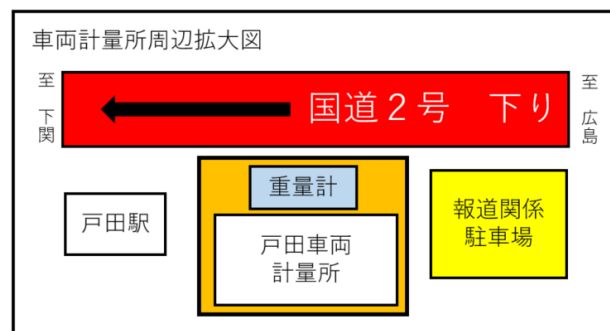 車両計量所周辺拡大図
至 下関
国道２号　下り
至 広島
重量計
戸田駅
戸田車両
計量所
報道関係
駐車場